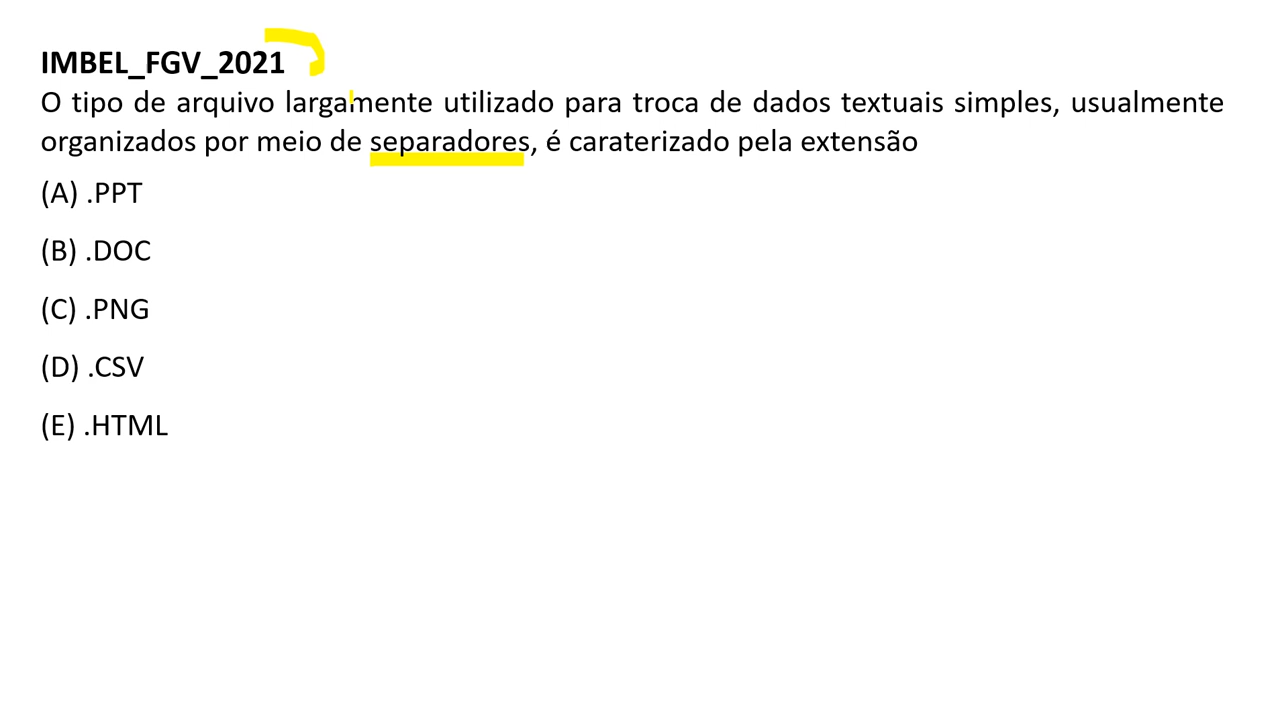 IMBEL_FGV_2021
O tipo de arquivo largamente utilizado para troca de dados textuais simples, usualmente
organizados por meio de separadores, é caraterizado pela extensão
(A) .PPT
(B) .DOC
(C) .PNG
(D) .CSV
(E) .HTML